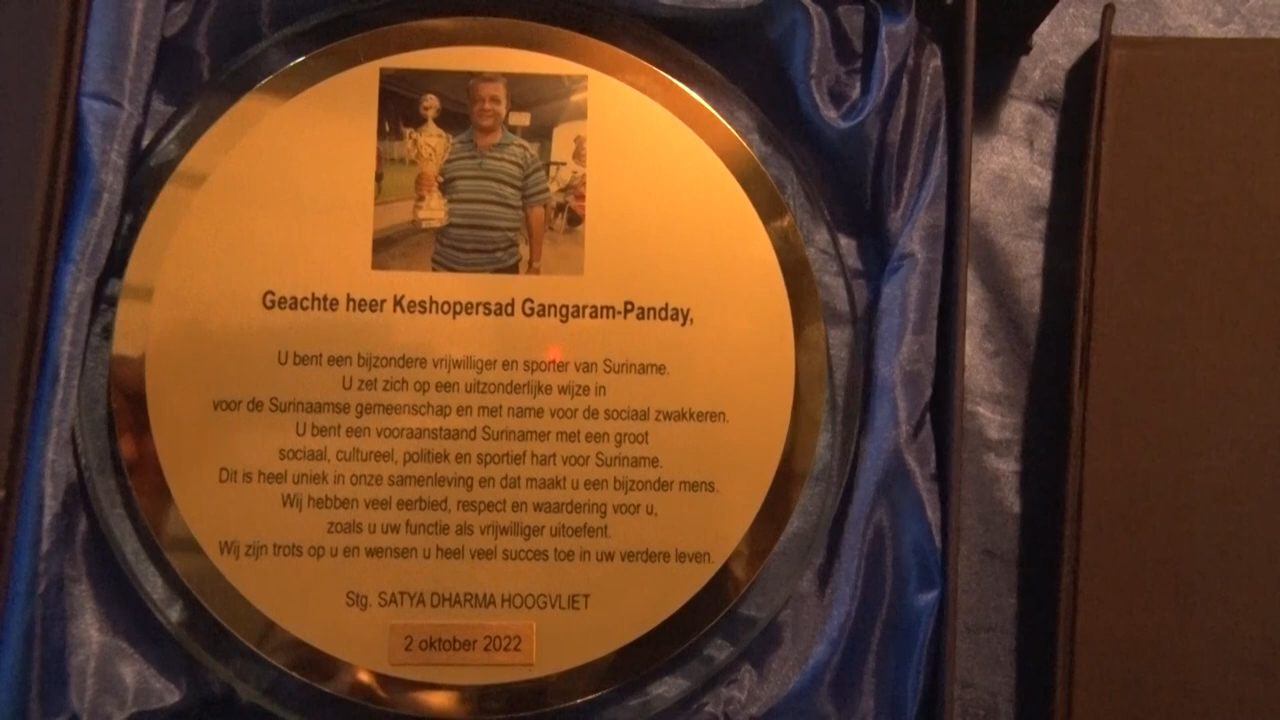 Geachte heer Keshopersad Gangaram-Panday,
U bent een bijzondere vrijwilliger en sporter van Suriname.
U zet zich op een uitzonderlijke wijze in
voor de Surinaamse gemeenschap en met name voor de sociaal zwakkeren.
U bent een vooraanstaand Surinamer met een groot
sociaal, cultureel, politiek en sportief hart voor Suriname.
Dit is heel uniek in onze samenleving en dat maakt u een bijzonder mens.
Wij hebben veel eerbied, respect en waardering voor u,
zoals u uw functie als vrijwilliger uitoefent.
Wij zijn trots op u en wensen u heel veel succes toe in uw verdere leven.
Stg. SATYA DHARMA HOOGVLIET
2 oktober 2022